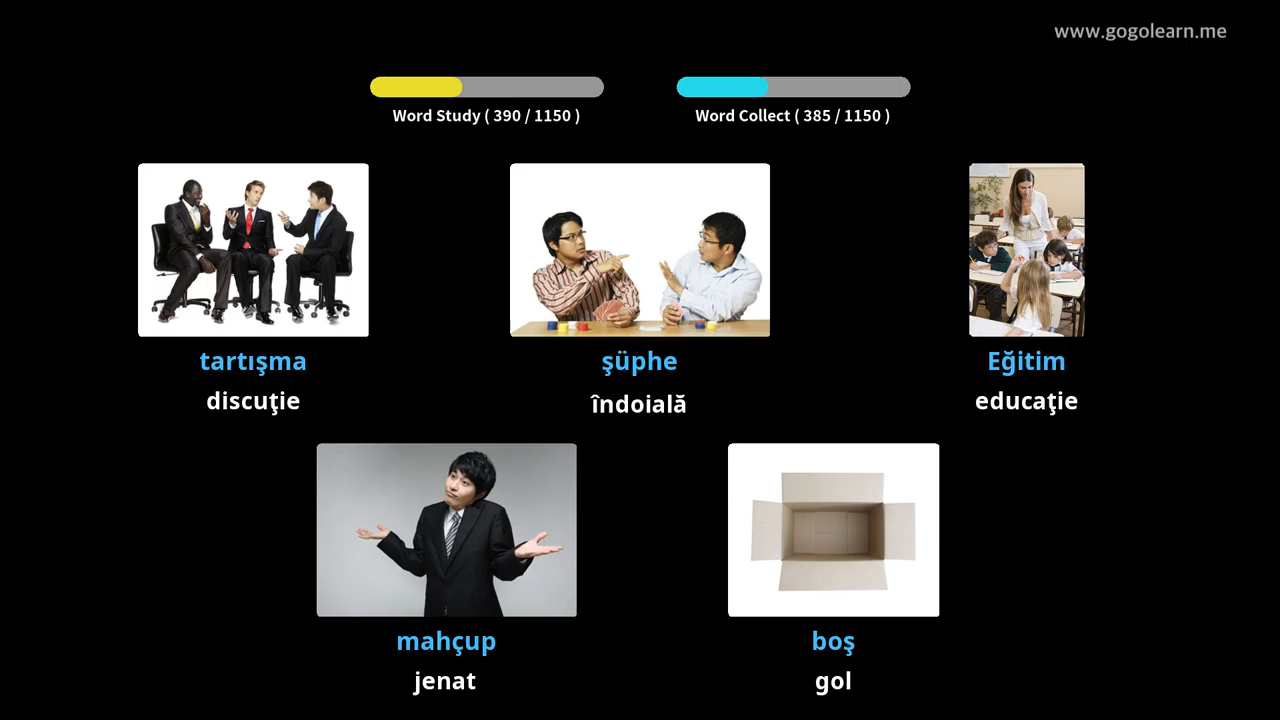 www.gogolearn.me
Word Study ( 390 / 1150 )
Word Collect ( 385 / 1150 )
tartışma
discuţie
şüphe
îndoială
Eğitim
educaţie
mahçup
jenat
boş
gol